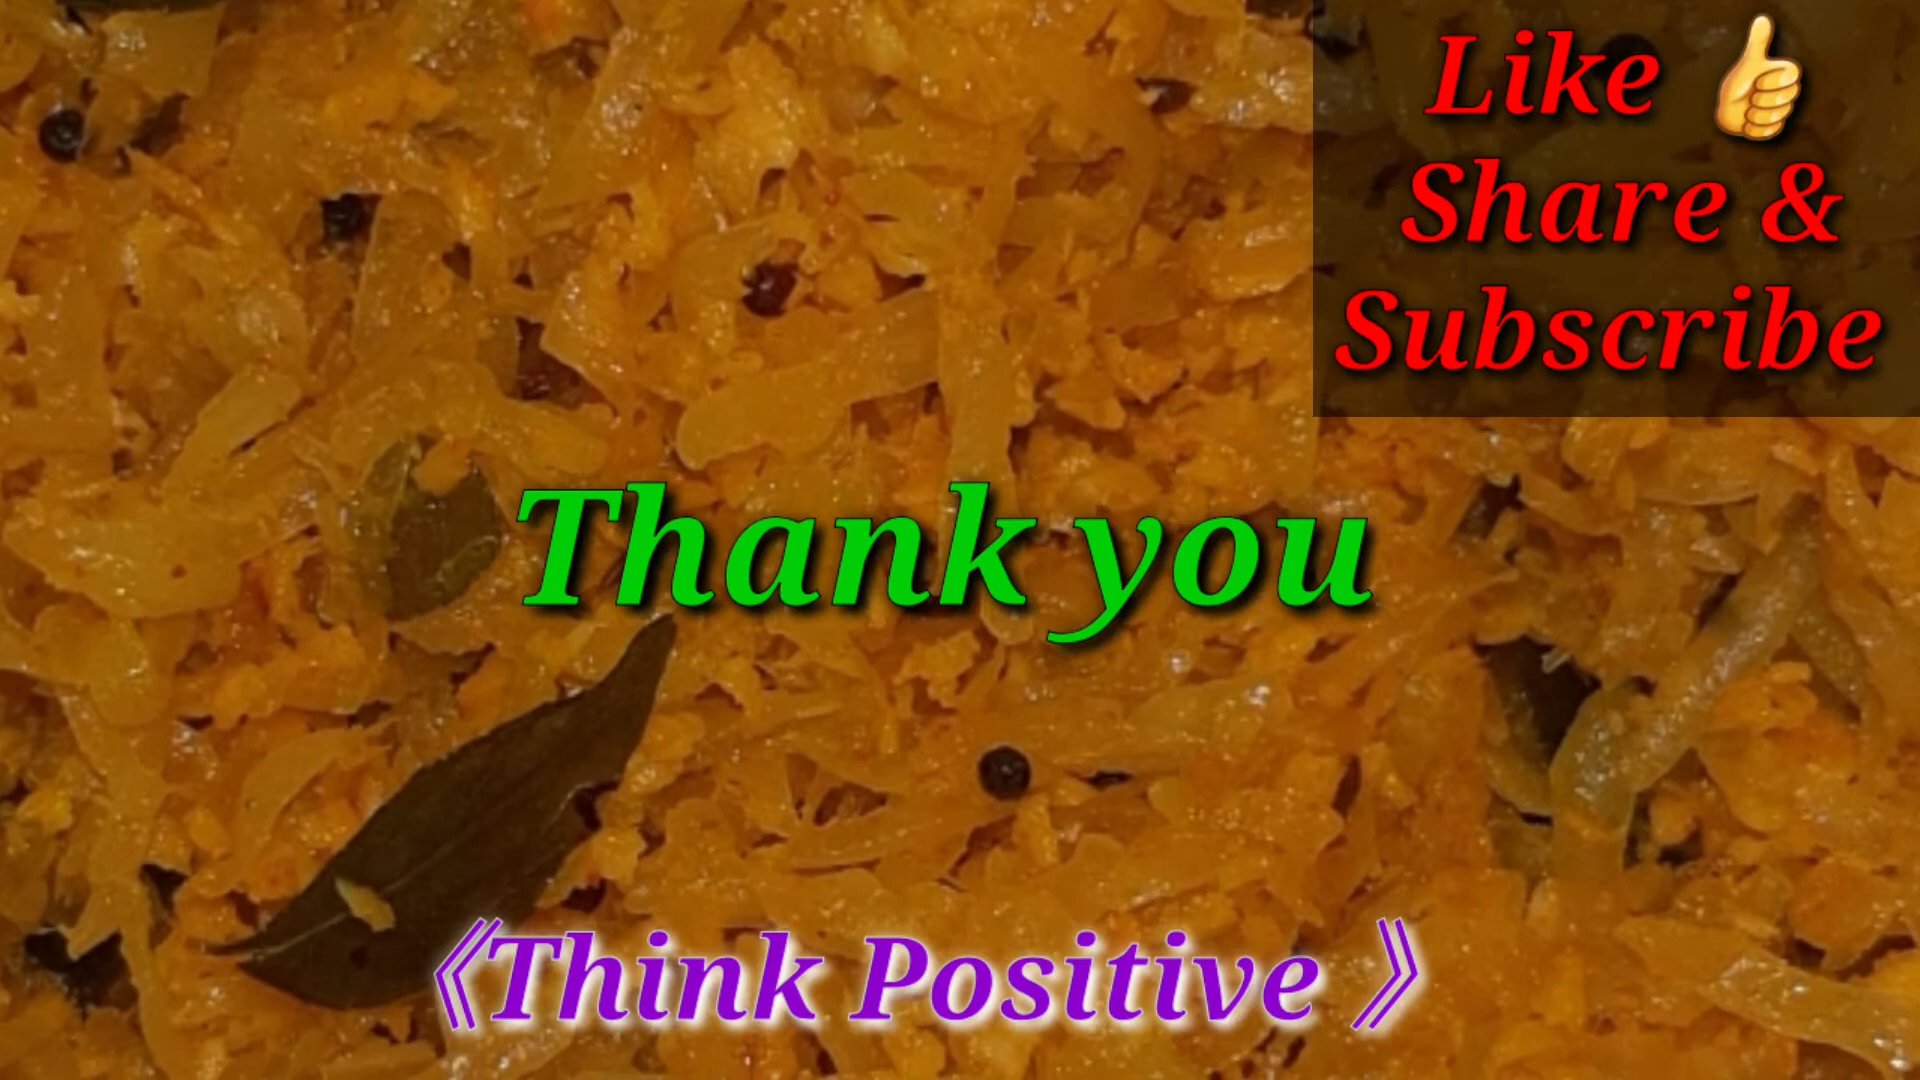 Like 👍
Share &
Subscribe
Thank you
《Think Positive 》